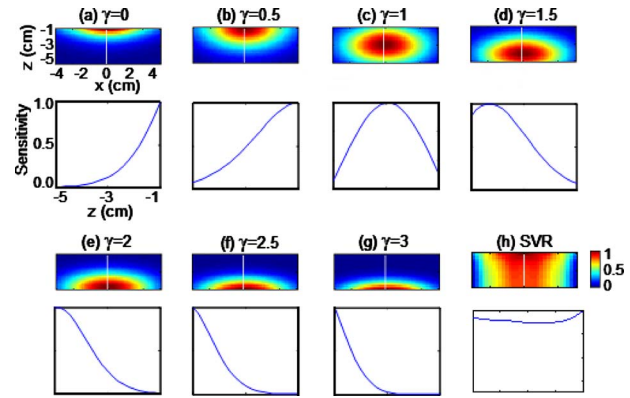 (a) γ=0 (b) γ=0.5 (c) γ=1 (d) γ=1.5
z (cm)
-1
-3
-5
-4 -2 0 2 4
x (cm)
Sensitivity
1.0
0.5
0.0
-5 -3 -1
z (cm)
(e) γ=2 (f) γ=2.5 (g) γ=3 (h) SVR
1
0.5
0